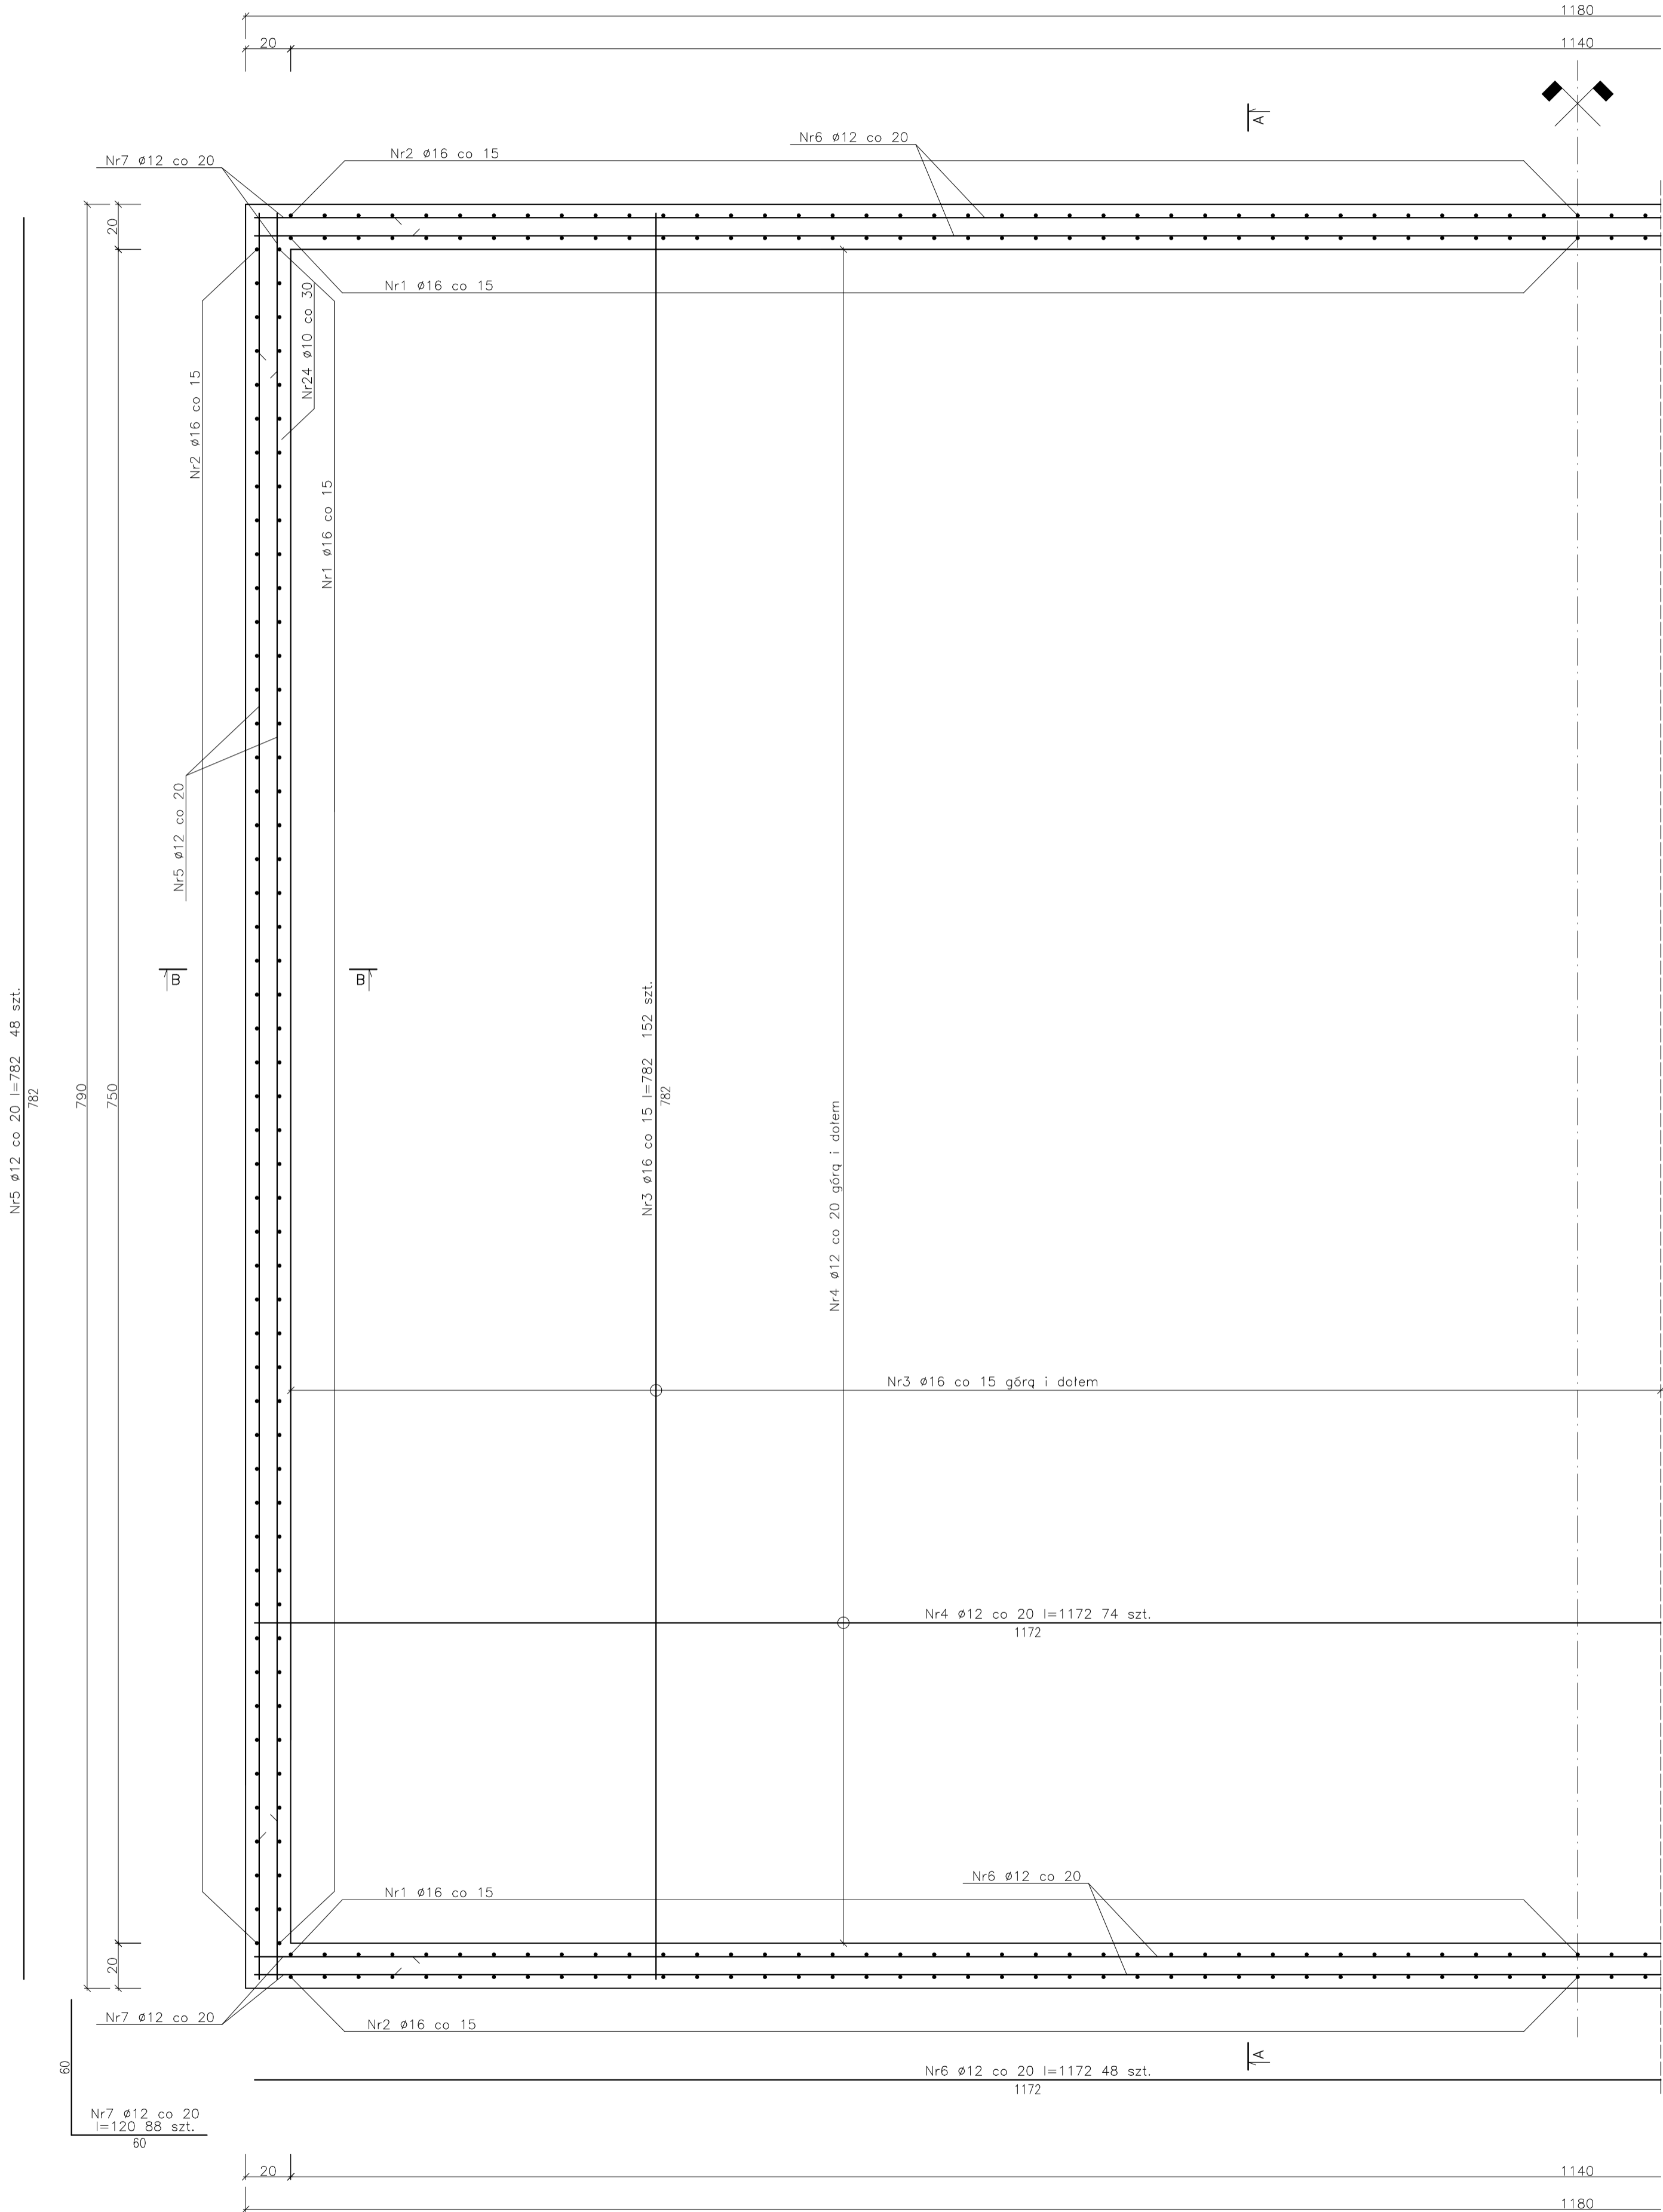 1180
20
1140
A
Nr6 ø12 co 20
Nr2 ø16 co 15
Nr7 ø12 co 20
20
Nr1 ø16 co 15
Nr24 ø10 co 30
Nr2 ø16 co 15
Nr1 ø16 co 15
Nr5 ø12 co 20
B
B
Nr5 ø12 co 20 l=782 48 szt.
782
790
750
Nr3 ø16 co 15 l=782 152 szt.
782
Nr4 ø12 co 20 górą i dołem
Nr3 ø16 co 15 górą i dołem
Nr4 ø12 co 20 l=1172 74 szt.
1172
Nr6 ø12 co 20
Nr1 ø16 co 15
20
Nr7 ø12 co 20
Nr2 ø16 co 15
A
60
Nr6 ø12 co 20 l=1172 48 szt.
1172
Nr7 ø12 co 20
l=120 88 szt.
60
20
1140
1180